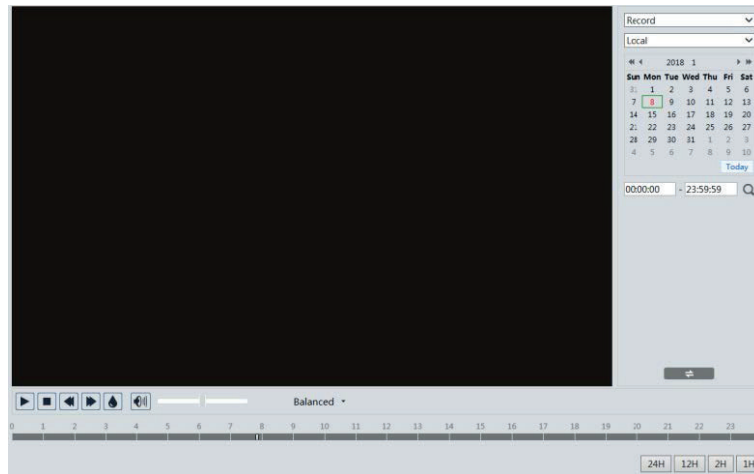 Record
Local
2018 1
Sun Mon Tue Wed Thu Fri Sat
31 1 2 3 4 5 6
7 8 9 10 11 12 13
14 15 16 17 18 19 20
21 22 23 24 25 26 27
28 29 30 31 1 2 3
4 5 6 7 8 9 10
Today
00:00:00 - 23:59:59
Balanced
0 1 2 3 4 5 6 7 8 9 10 11 12 13 14 15 16 17 18 19 20 21 22 23
24H 12H 2H 1H